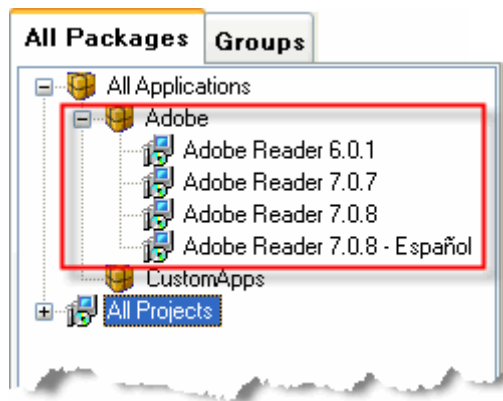 All Packages Groups
All Applications
Adobe
Adobe Reader 6.0.1
Adobe Reader 7.0.7
Adobe Reader 7.0.8
Adobe Reader 7.0.8 - Español
CustomApps
All Projects